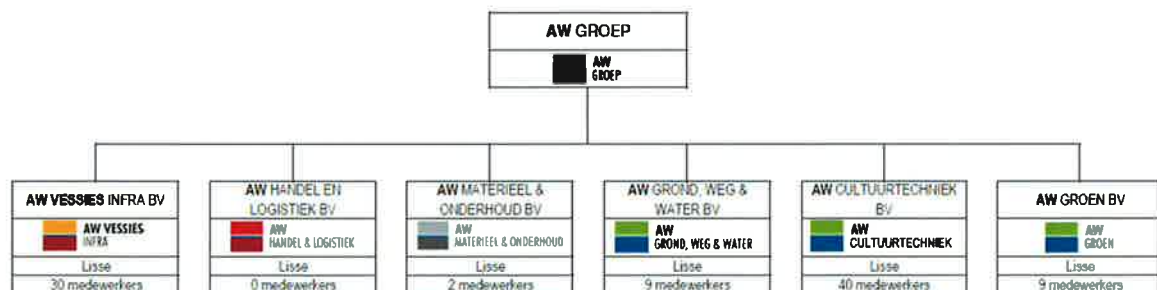 AW GROEP
AW
GROEP
AW VESSIES INFRA BV
AW VESSIES
INFRA
Lisse
30 medewerkers
AW HANDEL EN
LOGISTIEK BV
AW
HANDEL & LOGISTIEK
Lisse
0 medewerkers
AW MATERIEEL &
ONDERHOUD BV
AW
MATERIEEL & ONDERHOUD
Lisse
2 medewerkers
AW GROND, WEG &
WATER BV
AW
GROND, WEG & WATER
Lisse
9 medewerkers
AW CULTUURTECHNIEK
BV
AW
CULTUURTECHNIEK
Lisse
40 medewerkers
AW GROEN BV
AW
GROEN
Lisse
9 medewerkers